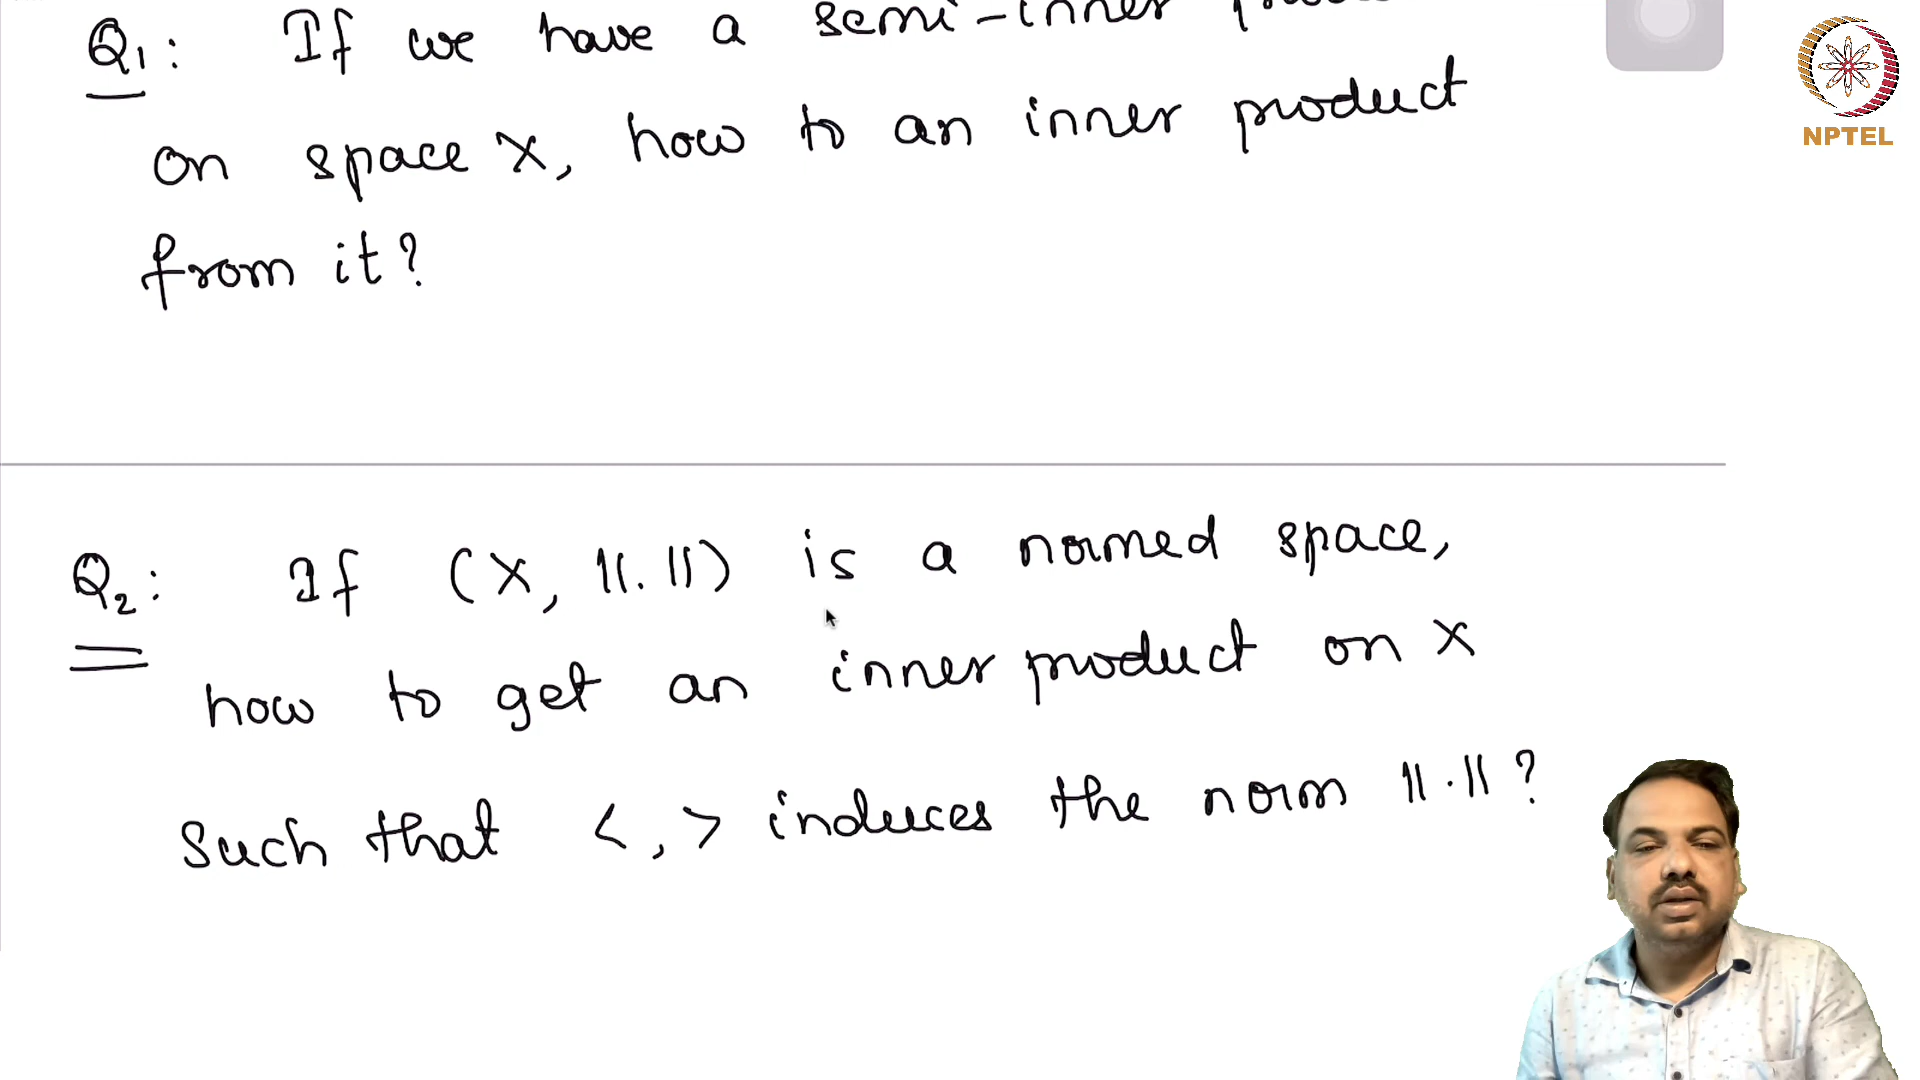 Q1: If we have a semi-inner
on space X, how to an inner product
from it?
Q2: If (X, ||.||) is a normed space,
how to get an inner product on X
such that < , > induces the norm ||.||?
NPTEL